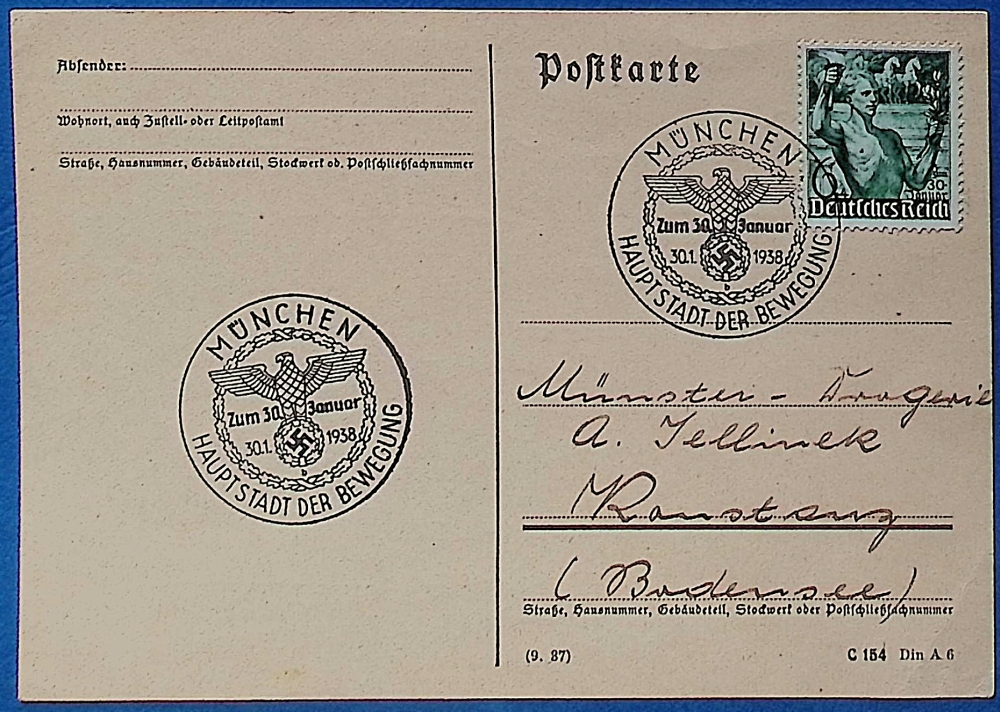 Absender:
Wohnort, auch Zustell- oder Leitpostamt
Straße, Hausnummer, Gebäudeteil, Stockwerk od. Postschließfachnummer
MÜNCHEN
Zum 30. Januar
30.1. 1938
b
HAUPTSTADT DER BEWEGUNG
Postkarte
MÜNCHEN
Zum 30. Januar
30.1. 1938
b
HAUPTSTADT DER BEWEGUNG
6
Zum
30.
Januar
Deutsches Reich
Münster-Drogerie
A. Jellinek
Konstanz
(Bodensee)
Straße, Hausnummer, Gebäudeteil, Stockwerk oder Postschließfachnummer
(9. 37)
C 154 Din A 6